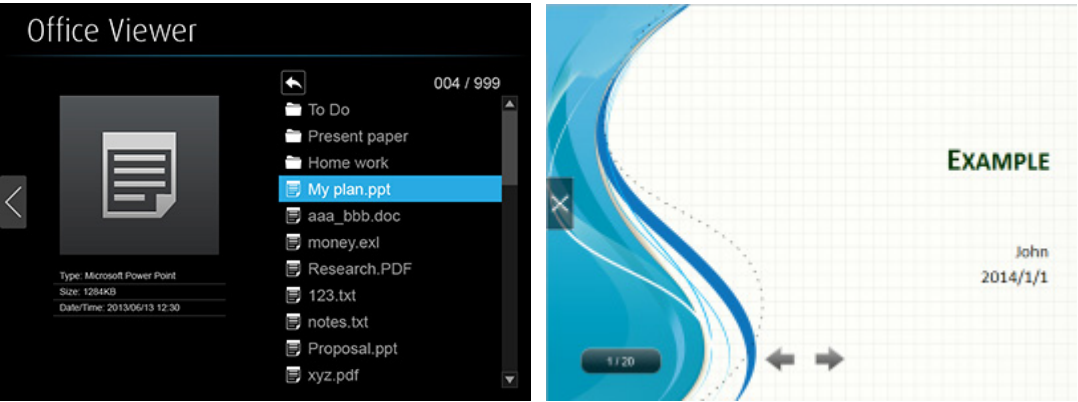 Office Viewer
004 / 999
To Do
Present paper
Home work
My plan.ppt
aaa_bbb.doc
money.exl
Research.PDF
123.txt
notes.txt
Proposal.ppt
xyz.pdf
Type: Microsoft Power Point
Size: 1284KB
Date/Time: 2013/06/13 12:30
EXAMPLE
John
2014/1/1
1 / 20